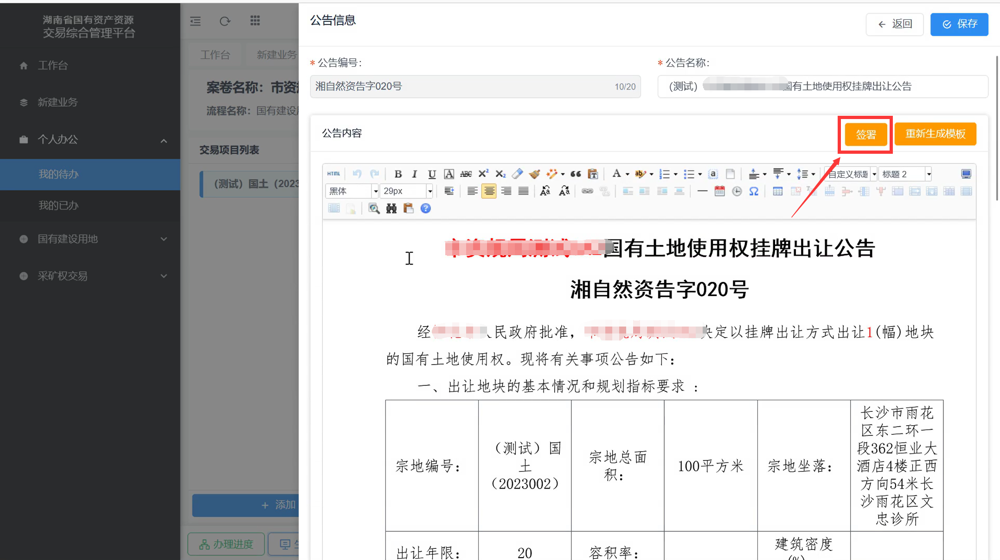 湖南省国有资产资源
交易综合管理平台
工作台
新建业务
个人办公
我的待办
我的已办
国有建设用地
采矿权交易
工作台
新建业务
案卷名称：市资
流程名称：国有建设
交易项目列表
（测试）国土（2023
+ 添加
办理进度
公告信息
返回
保存
* 公告编号：
湘自然资告字020号
10/20
* 公告名称：
（测试）
国有土地使用权挂牌出让公告
公告内容
签署
重新生成模板
HTML
自定义标题
标题 2
黑体
29px
国有土地使用权挂牌出让公告
湘自然资告字020号
经
人民政府批准，
决定以挂牌出让方式出让1(幅)地块
的国有土地使用权。现将有关事项公告如下：
一、出让地块的基本情况和规划指标要求 ：
宗地编号：
（测试）国
土
（2023002）
宗地总面
积：
100平方米
宗地坐落：
长沙市雨花
区东二环一
段362恒业大
酒店4楼正西
方向54米长
沙雨花区文
忠诊所
出让年限：
20
容积率：
建筑密度
(%)